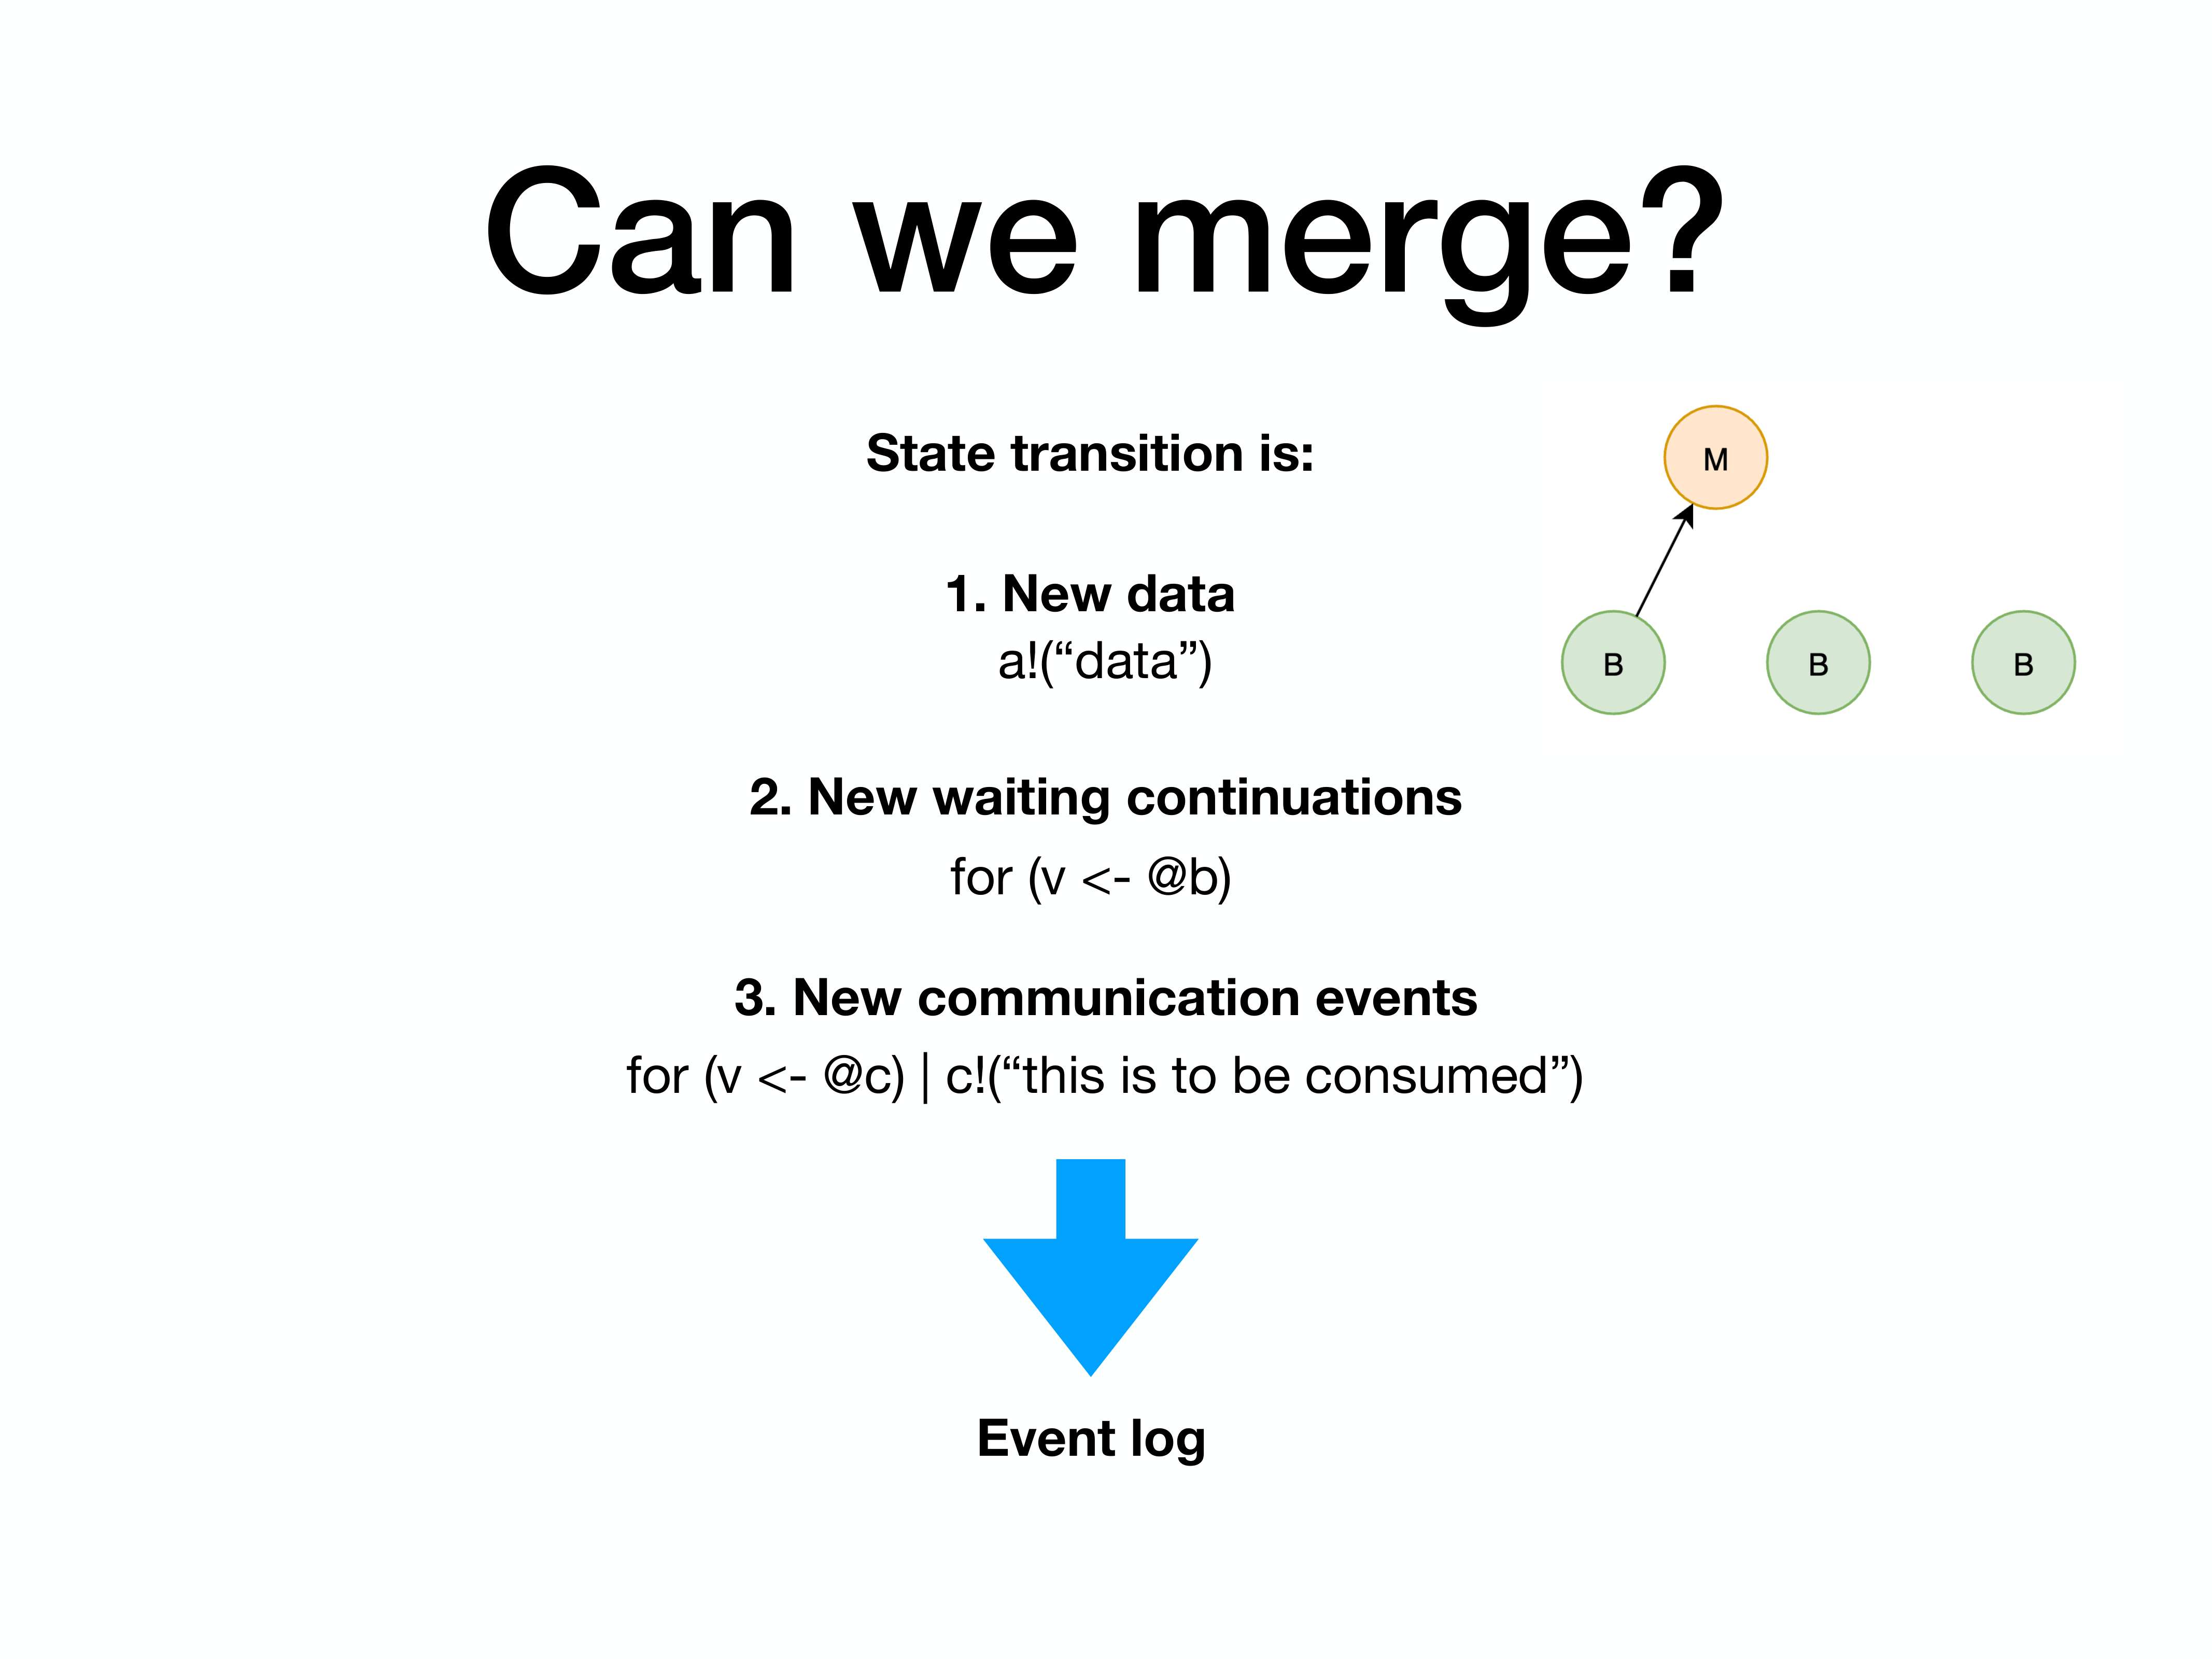 Can we merge?
State transition is:
M
1. New data
a!(“data”)
B
B
B
2. New waiting continuations
for (v <- @b)
3. New communication events
for (v <- @c) | c!(“this is to be consumed”)
Event log